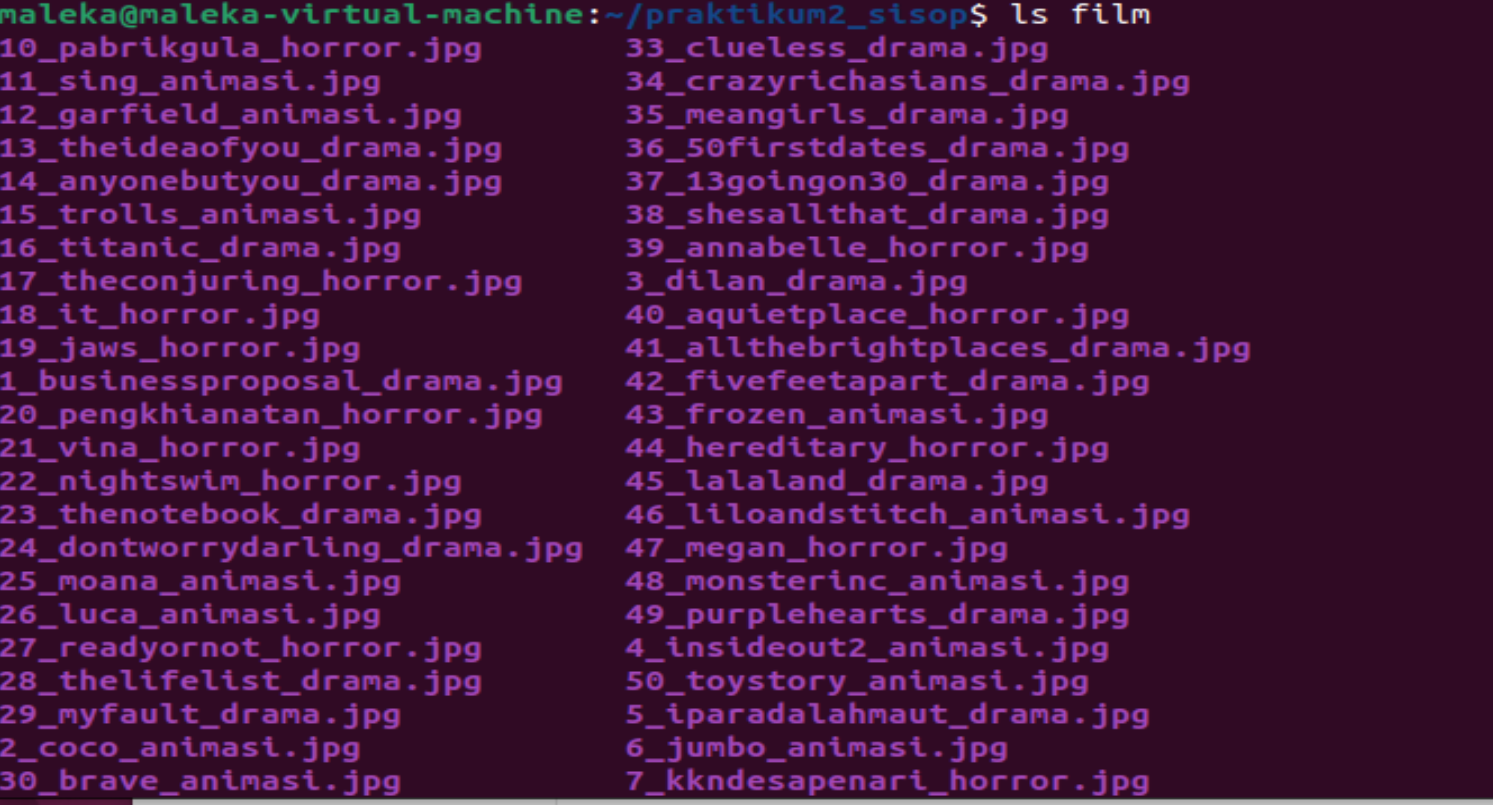 maleka@maleka-virtual-machine:~/praktikum2_sisop$ ls film
10_pabrikgula_horror.jpg 33_clueless_drama.jpg
11_sing_animasi.jpg 34_crazyrichasians_drama.jpg
12_garfield_animasi.jpg 35_meangirls_drama.jpg
13_theideaofyou_drama.jpg 36_50firstdates_drama.jpg
14_anyonebutyou_drama.jpg 37_13goingon30_drama.jpg
15_trolls_animasi.jpg 38_shesallthat_drama.jpg
16_titanic_drama.jpg 39_annabelle_horror.jpg
17_theconjuring_horror.jpg 3_dilan_drama.jpg
18_it_horror.jpg 40_aquietplace_horror.jpg
19_jaws_horror.jpg 41_allthebrightplaces_drama.jpg
1_businessproposal_drama.jpg 42_fivefeetapart_drama.jpg
20_pengkhianatan_horror.jpg 43_frozen_animasi.jpg
21_vina_horror.jpg 44_hereditary_horror.jpg
22_nightswim_horror.jpg 45_lalaland_drama.jpg
23_thenotebook_drama.jpg 46_liloandstitch_animasi.jpg
24_dontworrydarling_drama.jpg 47_megan_horror.jpg
25_moana_animasi.jpg 48_monsterinc_animasi.jpg
26_luca_animasi.jpg 49_purplehearts_drama.jpg
27_readyornot_horror.jpg 4_insideout2_animasi.jpg
28_thelifelist_drama.jpg 50_toystory_animasi.jpg
29_myfault_drama.jpg 5_iparadalahmaut_drama.jpg
2_coco_animasi.jpg 6_jumbo_animasi.jpg
30_brave_animasi.jpg 7_kkndesapenari_horror.jpg